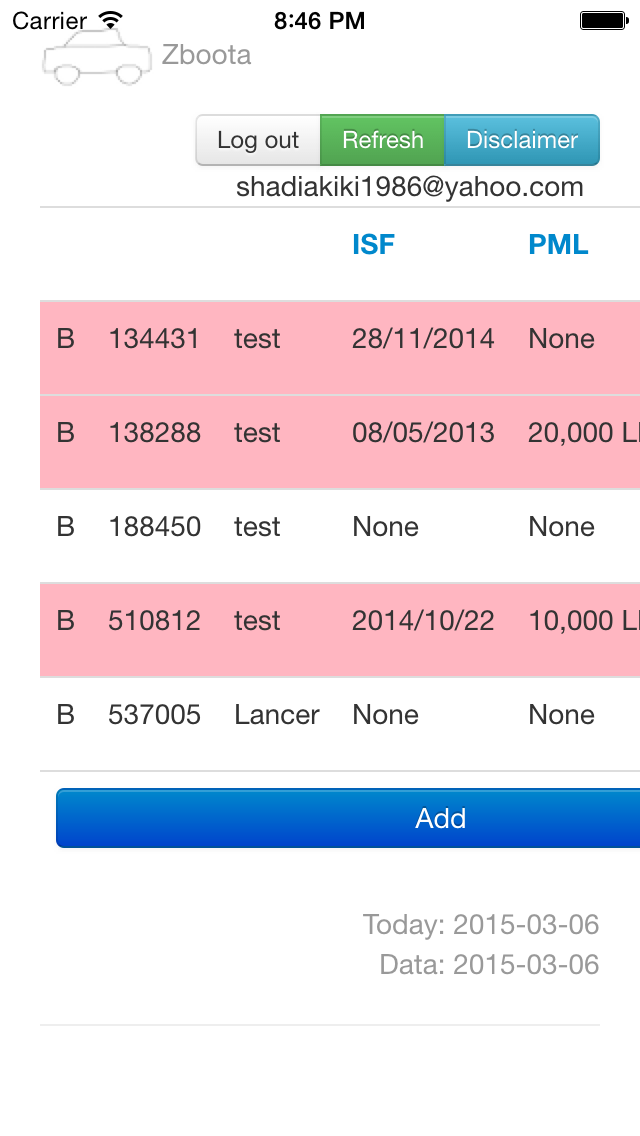 Carrier 8:46 PM
Zboota
Log out Refresh Disclaimer
shadiakiki1986@yahoo.com
ISF PML
B 134431 test 28/11/2014 None
B 138288 test 08/05/2013 20,000 L
B 188450 test None None
B 510812 test 2014/10/22 10,000 L
B 537005 Lancer None None
Add
Today: 2015-03-06
Data: 2015-03-06